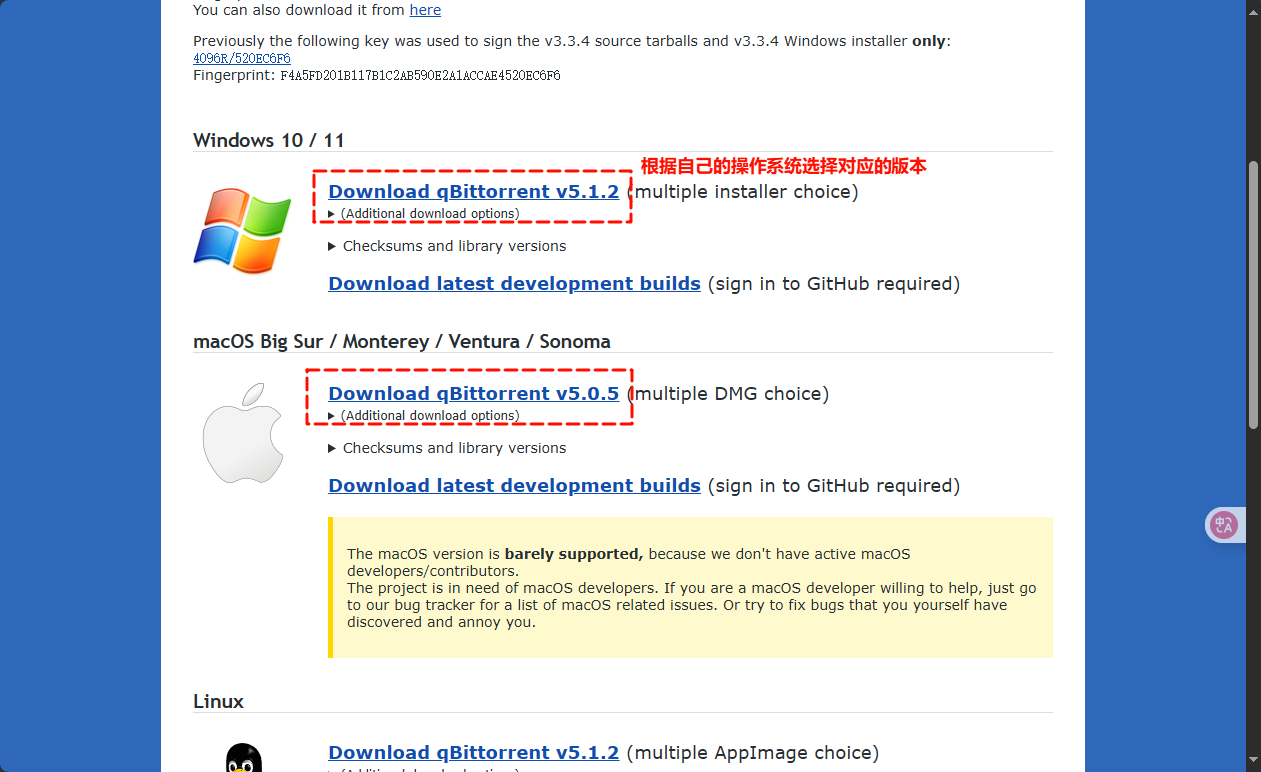 You can also download it from here
Previously the following key was used to sign the v3.3.4 source tarballs and v3.3.4 Windows installer only:
4096R/520EC6F6
Fingerprint: F4A5FD201B117B1C2AB590E2A1ACCAE4520EC6F6
Windows 10 / 11
根据自己的操作系统选择对应的版本
Download qBittorrent v5.1.2 (multiple installer choice)
▶ (Additional download options)
▶ Checksums and library versions
Download latest development builds (sign in to GitHub required)
macOS Big Sur / Monterey / Ventura / Sonoma
Download qBittorrent v5.0.5 (multiple DMG choice)
▶ (Additional download options)
▶ Checksums and library versions
Download latest development builds (sign in to GitHub required)
The macOS version is barely supported, because we don't have active macOS
developers/contributors.
The project is in need of macOS developers. If you are a macOS developer willing to help, just go
to our bug tracker for a list of macOS related issues. Or try to fix bugs that you yourself have
discovered and annoy you.
Linux
Download qBittorrent v5.1.2 (multiple AppImage choice)